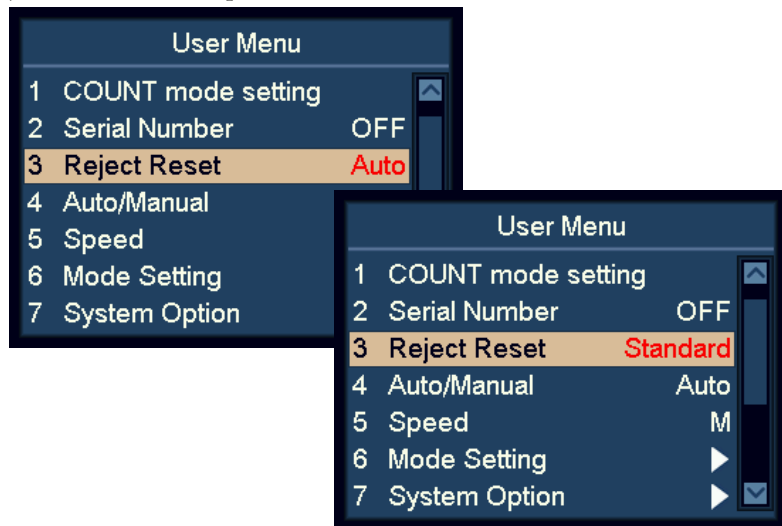 User Menu
1 COUNT mode setting
2 Serial Number OFF
3 Reject Reset Auto
4 Auto/Manual
5 Speed
6 Mode Setting
7 System Option
User Menu
1 COUNT mode setting
2 Serial Number OFF
3 Reject Reset Standard
4 Auto/Manual Auto
5 Speed M
6 Mode Setting
7 System Option